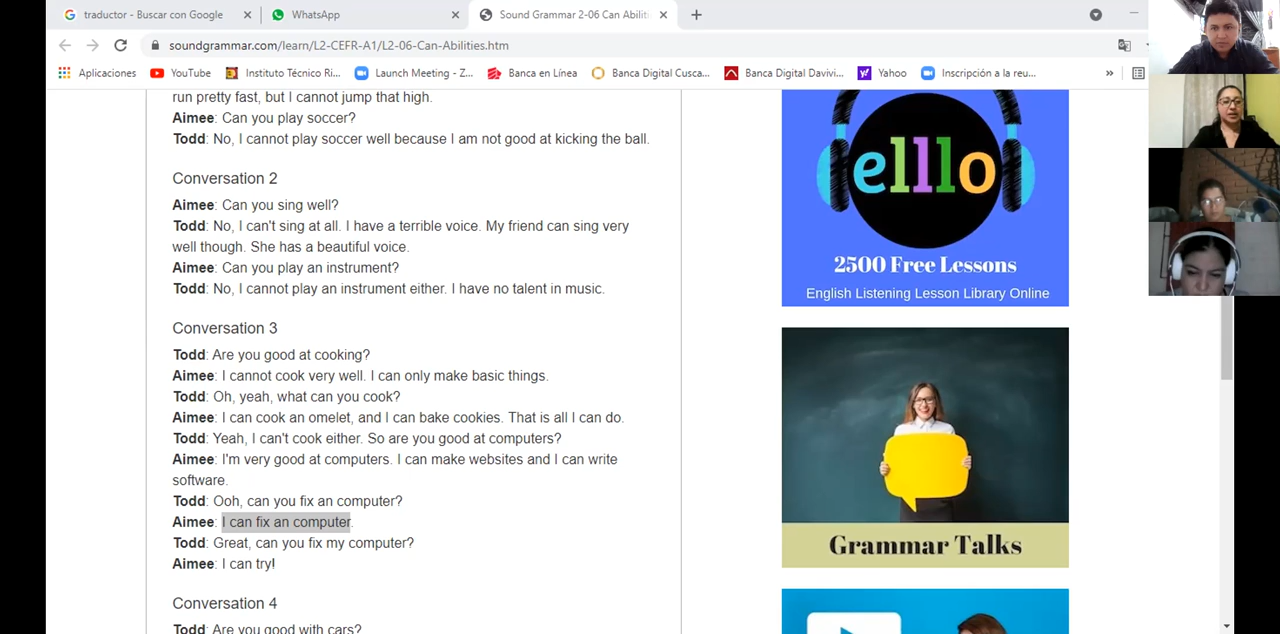 traductor - Buscar con Google
WhatsApp
Sound Grammar 2-06 Can Abiliti
soundgrammar.com/learn/L2-CEFR-A1/L2-06-Can-Abilities.htm
Aplicaciones YouTube Instituto Técnico Ri... Launch Meeting - Z... Banca en Línea Banca Digital Cusca... Banca Digital Davivi... Yahoo Inscripción a la reu... »
run pretty fast, but I cannot jump that high.
Aimee: Can you play soccer?
Todd: No, I cannot play soccer well because I am not good at kicking the ball.
Conversation 2
Aimee: Can you sing well?
Todd: No, I can't sing at all. I have a terrible voice. My friend can sing very
well though. She has a beautiful voice.
Aimee: Can you play an instrument?
Todd: No, I cannot play an instrument either. I have no talent in music.
Conversation 3
Todd: Are you good at cooking?
Aimee: I cannot cook very well. I can only make basic things.
Todd: Oh, yeah, what can you cook?
Aimee: I can cook an omelet, and I can bake cookies. That is all I can do.
Todd: Yeah, I can't cook either. So are you good at computers?
Aimee: I'm very good at computers. I can make websites and I can write
software.
Todd: Ooh, can you fix an computer?
Aimee: I can fix an computer.
Todd: Great, can you fix my computer?
Aimee: I can try!
Conversation 4
Todd: Are you good with cars?
elllo
2500 Free Lessons
English Listening Lesson Library Online
Grammar Talks